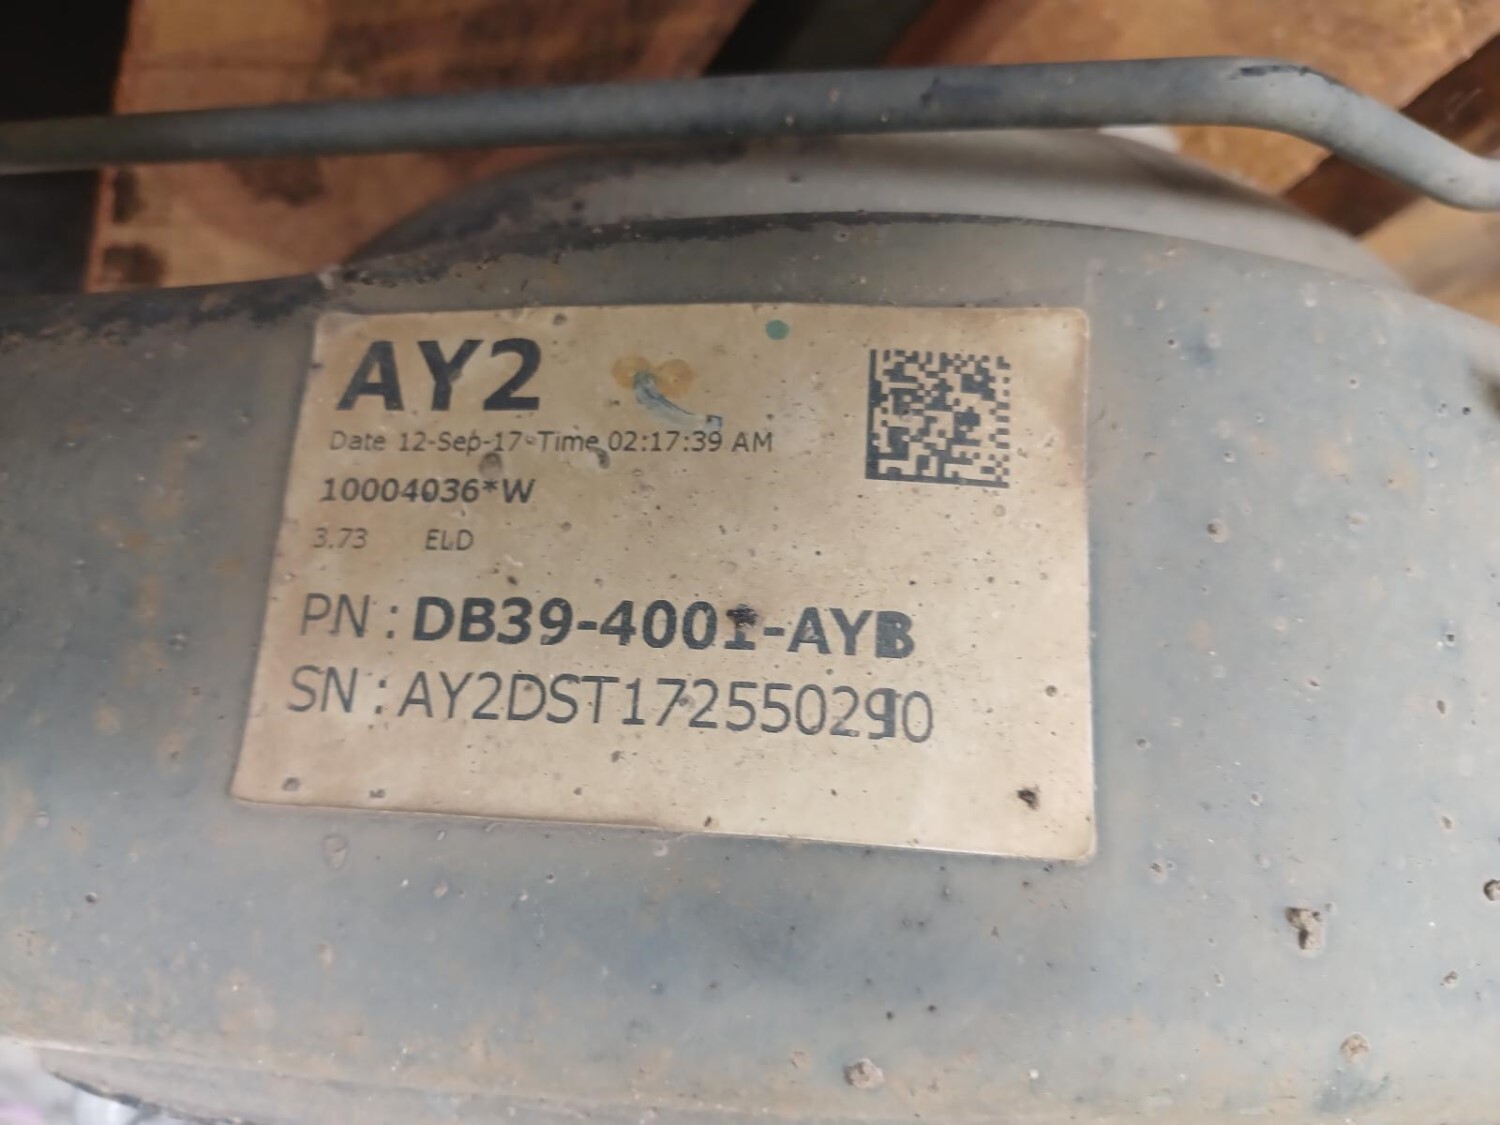 AY2
Date 12-Sep-17 Time 02:17:39 AM
10004036*W
3.73 ELD
PN : DB39-4001-AYB
SN : AY2DST172550290